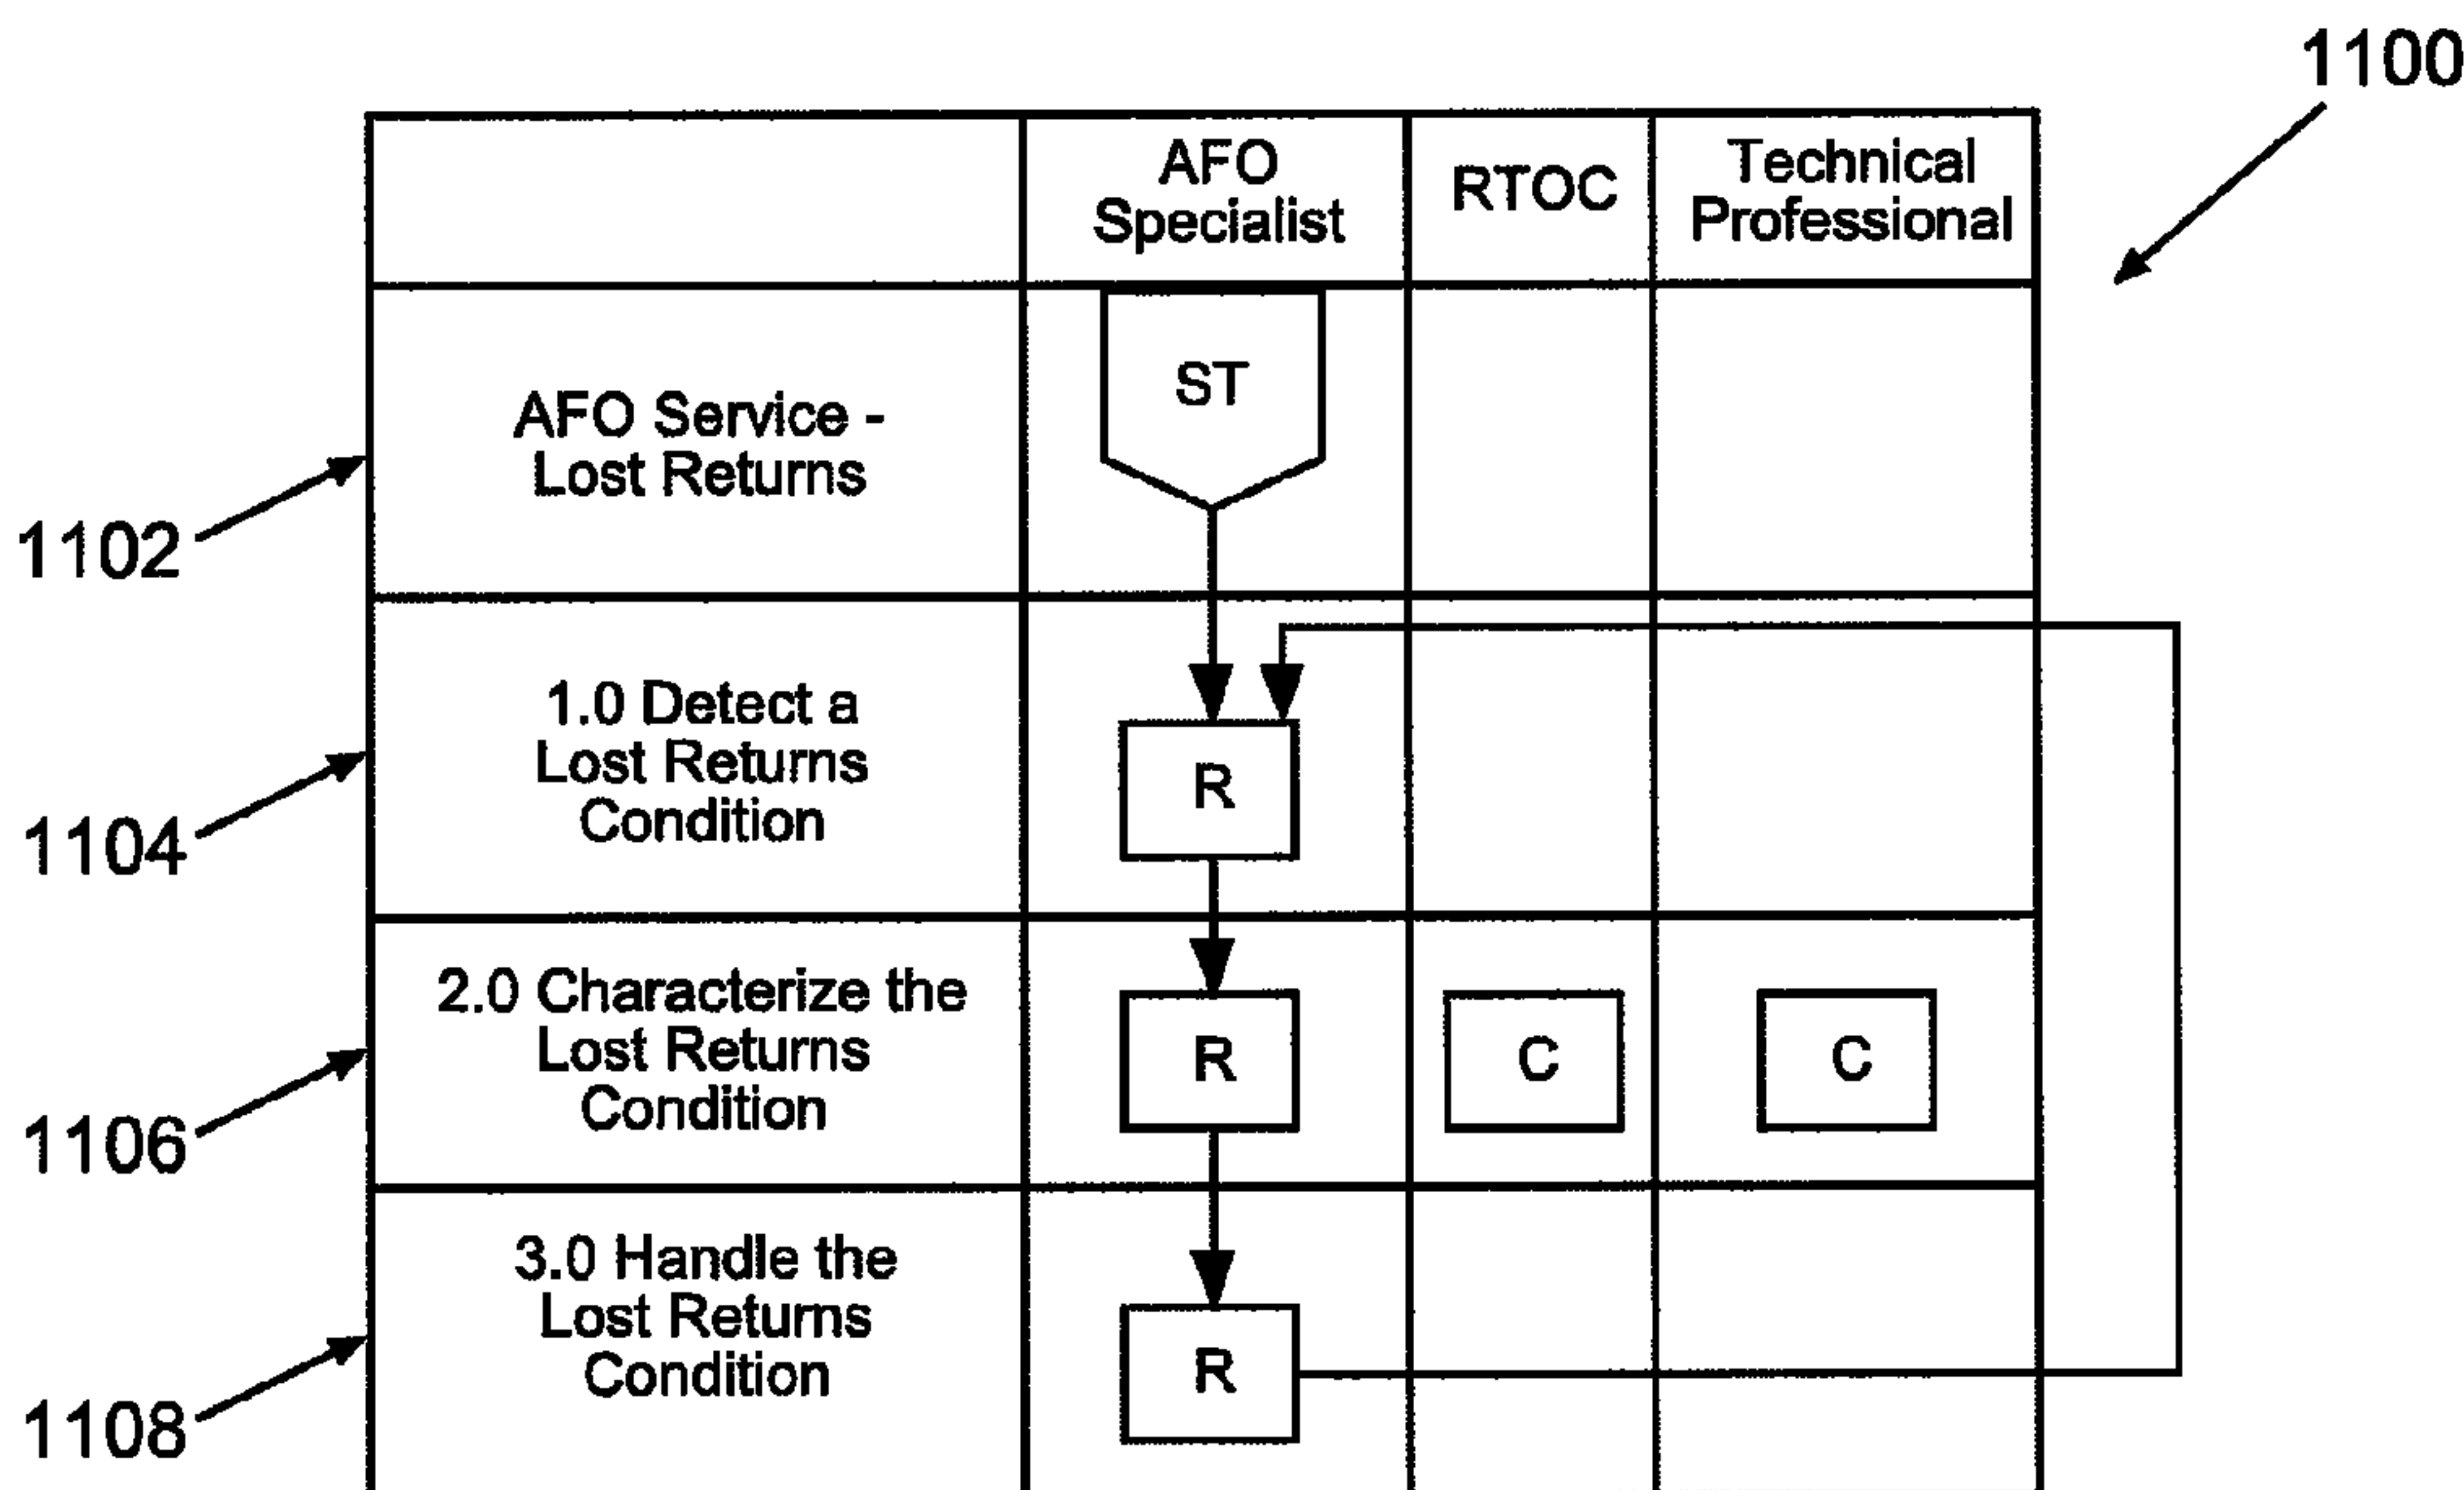 1100
AFO
Specialist
RTOC
Technical
Professional
AFO Service -
Lost Returns
ST
1102
1.0 Detect a
Lost Returns
Condition
R
1104
2.0 Characterize the
Lost Returns
Condition
R
C
C
1106
3.0 Handle the
Lost Returns
Condition
R
1108